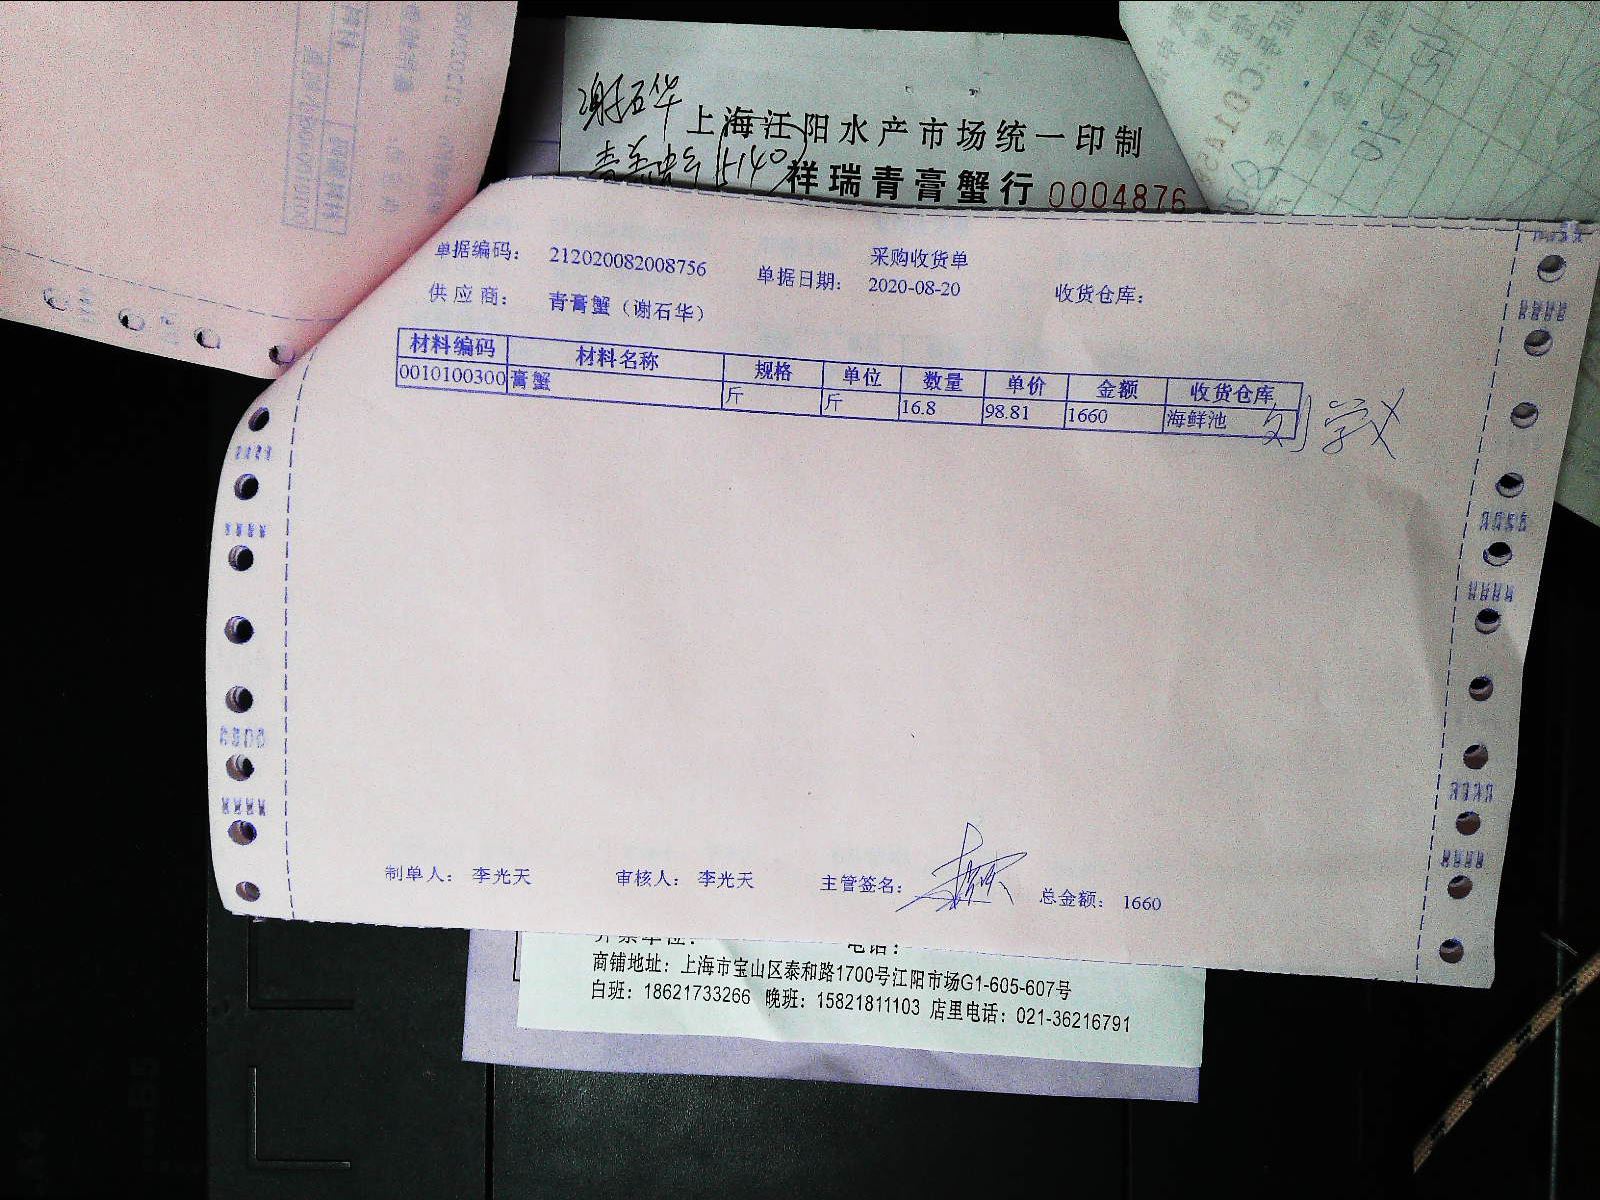 谢石华
上海江阳水产市场统一印制
祥瑞青膏蟹行 0004876
采购收货单
单据编码： 212020082008756 单据日期： 2020-08-20 收货仓库：
供应商： 青膏蟹（谢石华）
材料编码 材料名称 规格 单位 数量 单价 金额 收货仓库
0010100300 膏蟹 斤 斤 16.8 98.81 1660 海鲜池
制单人： 李光天 审核人： 李光天 主管签名： 总金额： 1660
商铺地址：上海市宝山区泰和路1700号江阳市场G1-605-607号
白班：18621733266 晚班：15821811103 店里电话：021-36216791